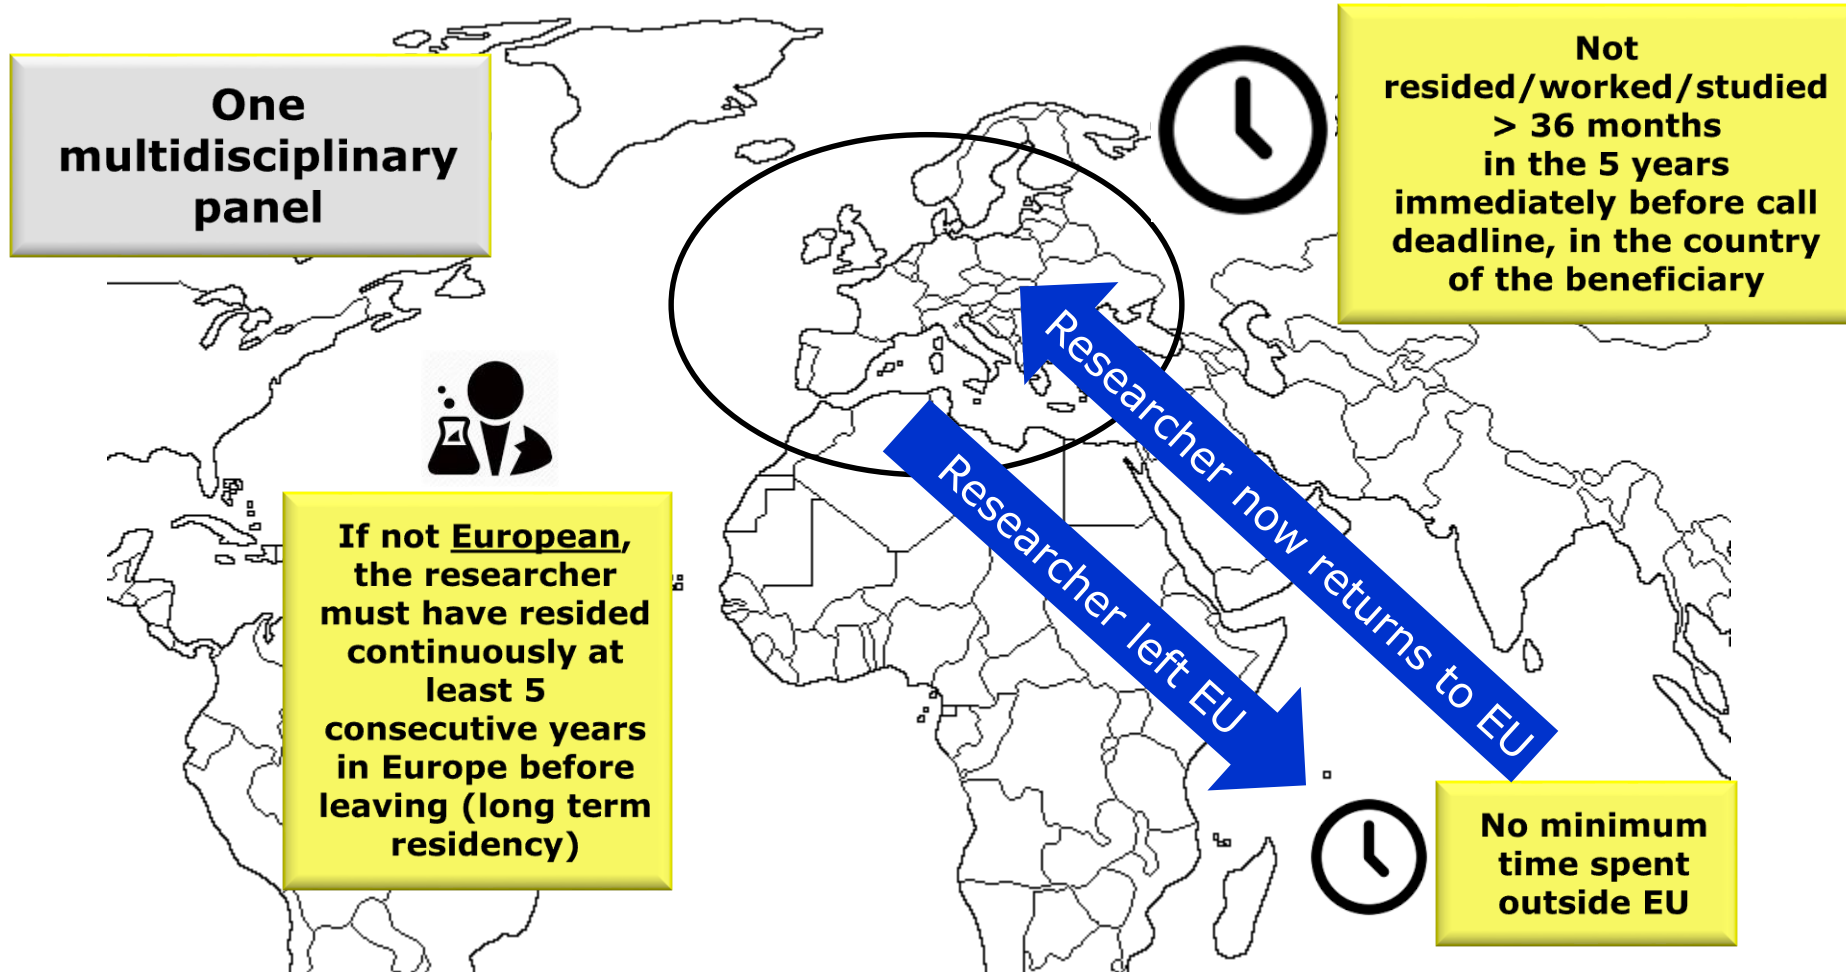 One
multidisciplinary
panel
Not
resided/worked/studied
> 36 months
in the 5 years
immediately before call
deadline, in the country
of the beneficiary
If not European,
the researcher
must have resided
continuously at
least 5
consecutive years
in Europe before
leaving (long term
residency)
Researcher left EU
Researcher now returns to EU
No minimum
time spent
outside EU